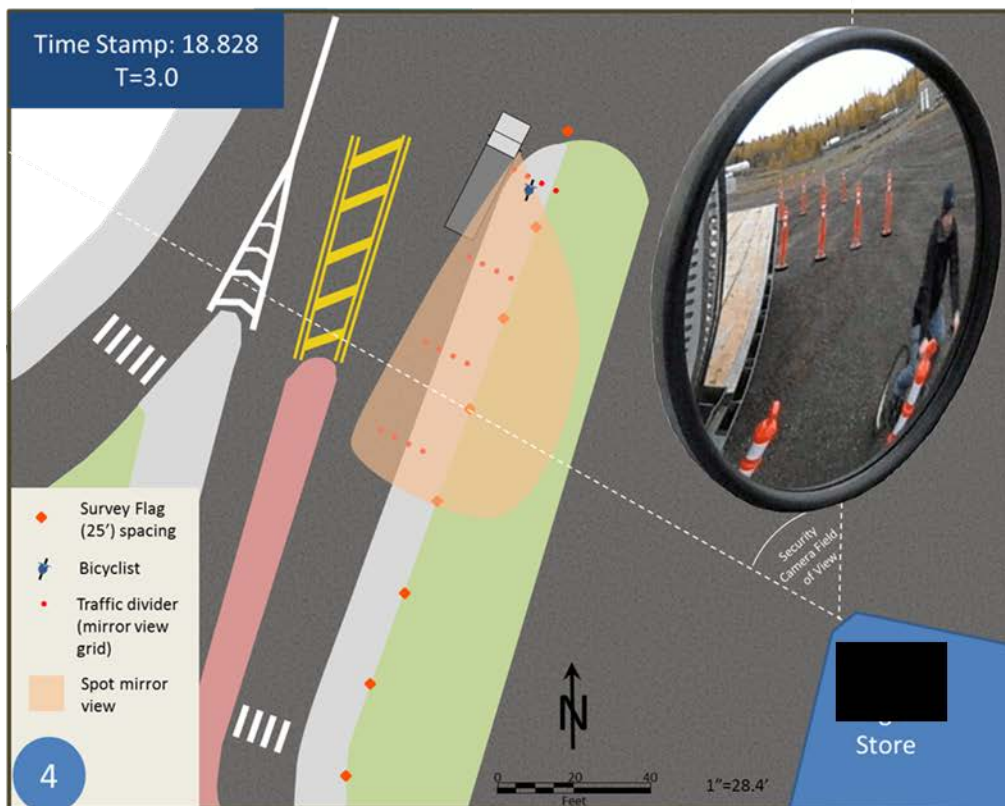 Time Stamp: 18.828
T=3.0
Survey Flag
(25') spacing
Bicyclist
Traffic divider
(mirror view
grid)
Spot mirror
view
4
Security
Camera Field
of View
N
0 20 40
Feet
1"=28.4'
Store